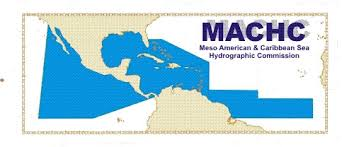 MACHC
Meso American & Caribbean Sea
Hydrographic Commission